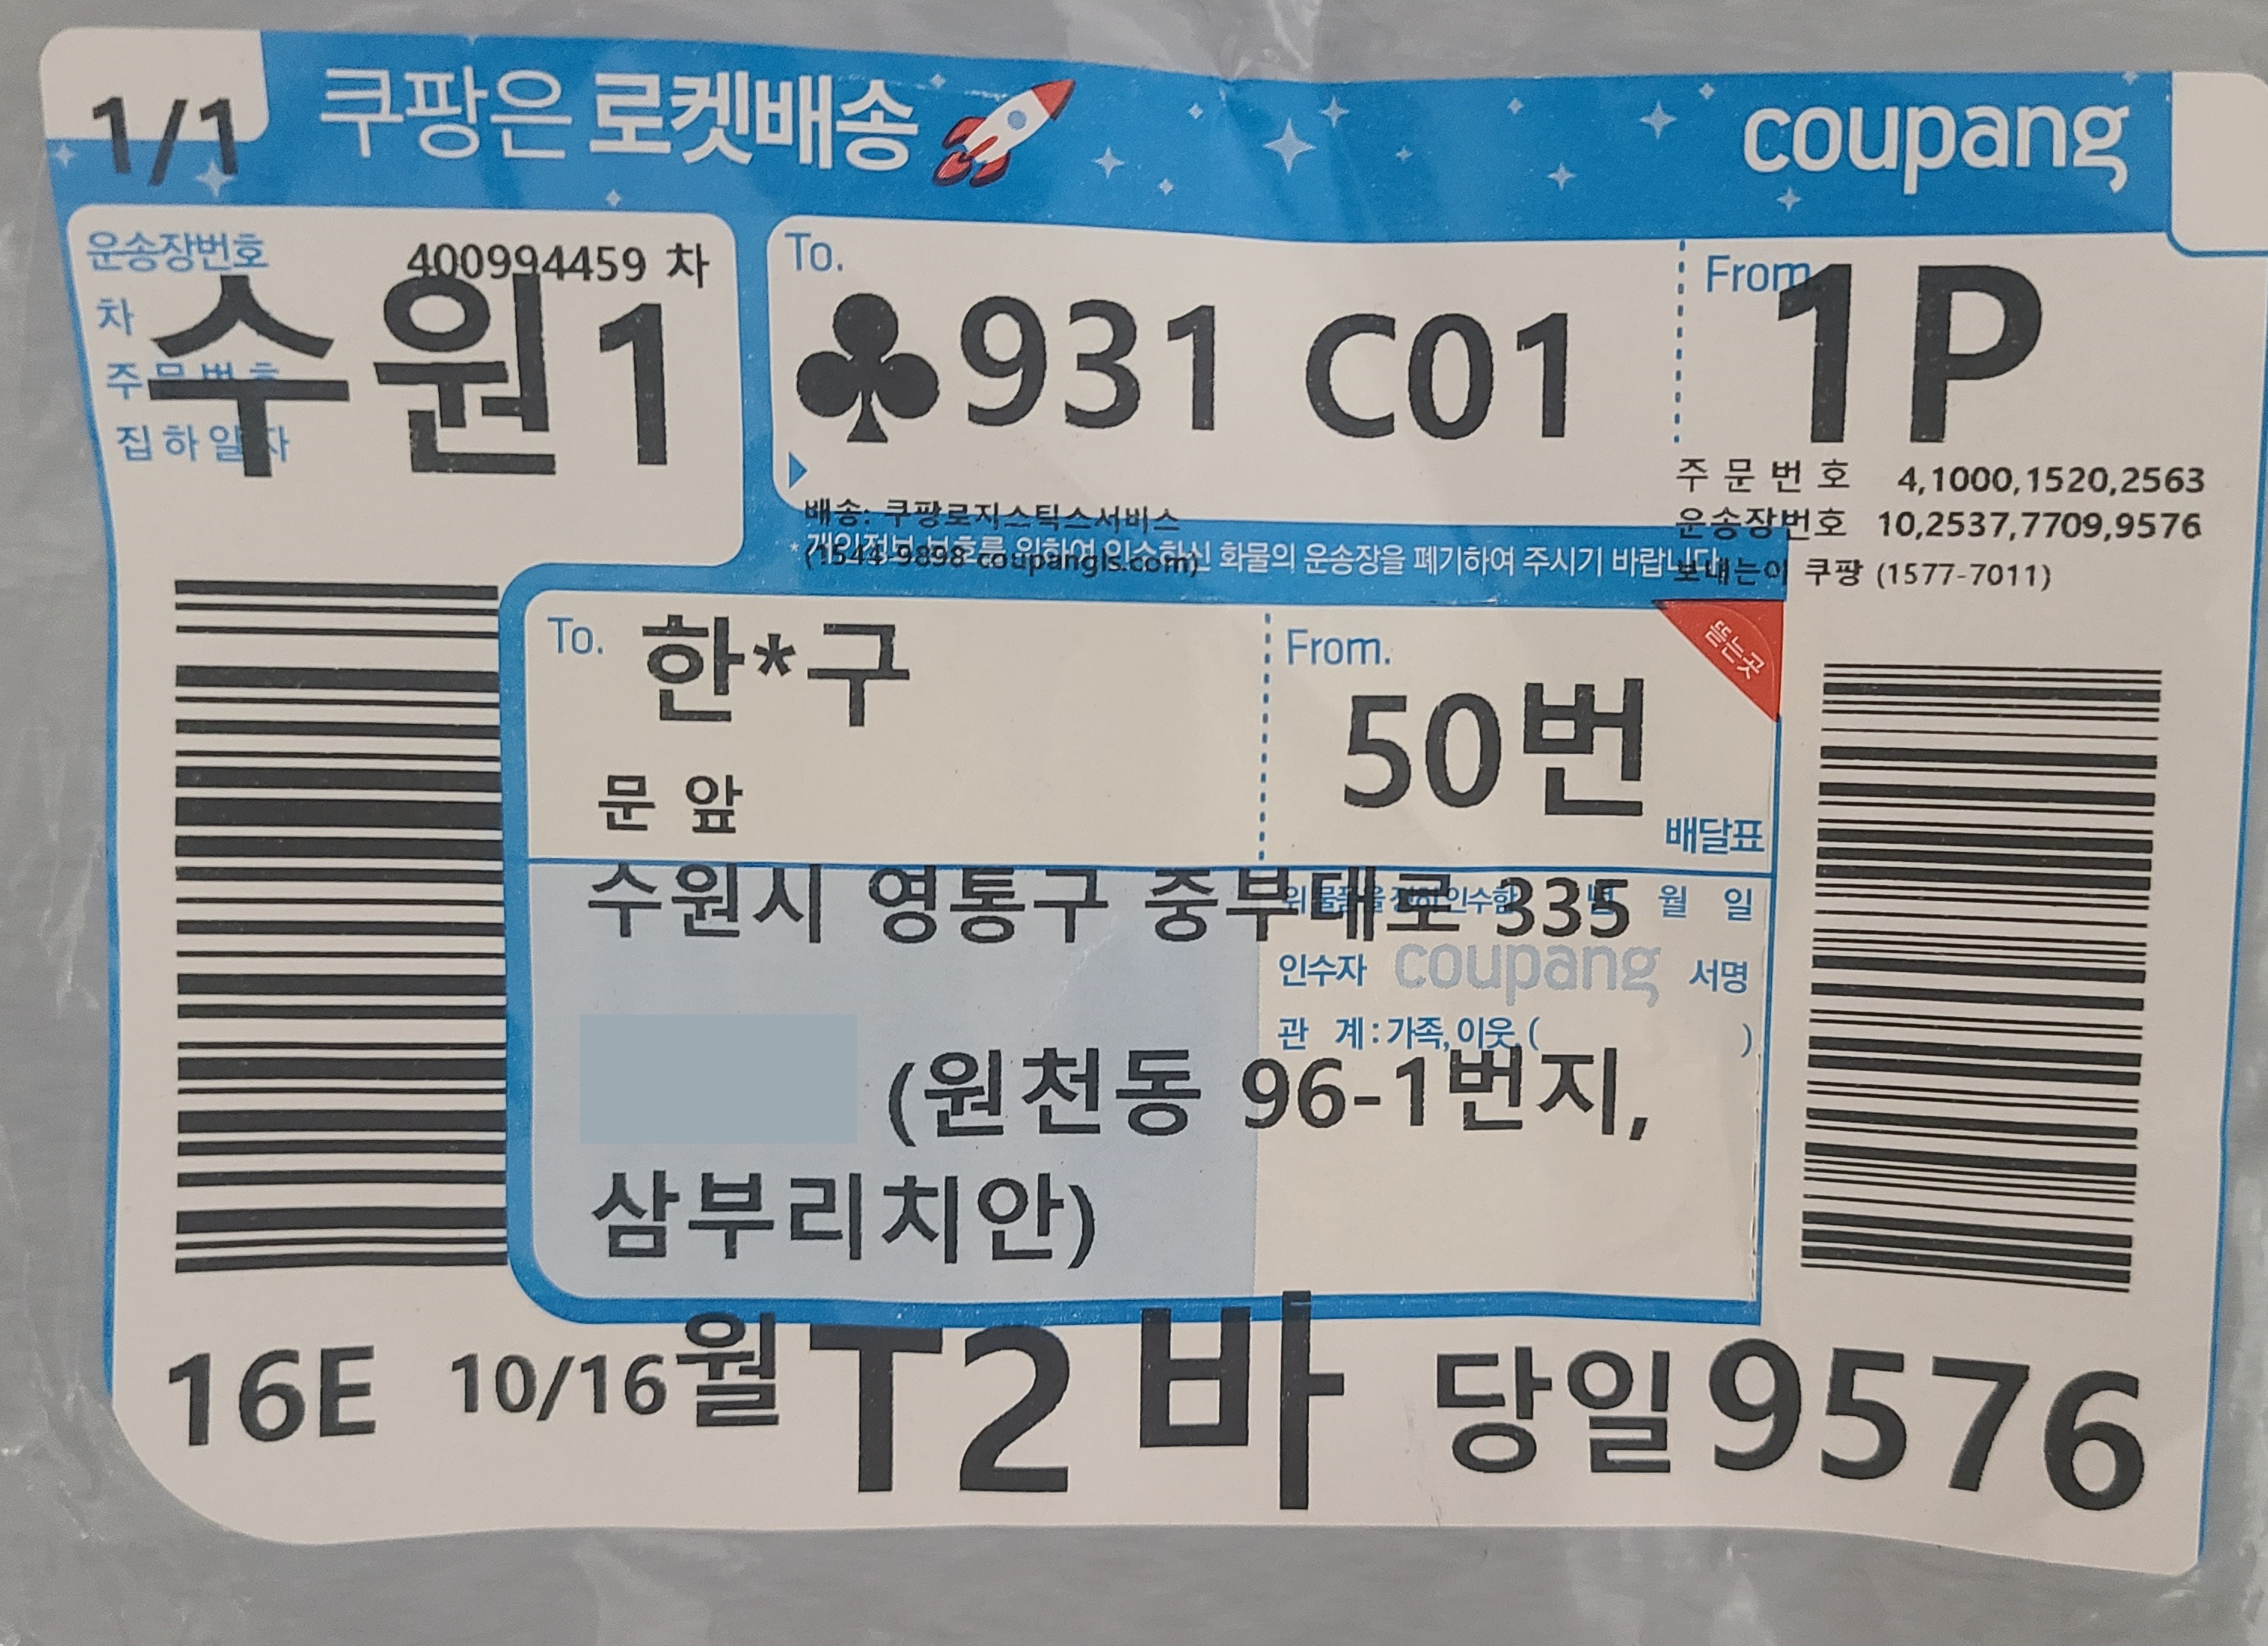 1/1 쿠팡은 로켓배송 coupang
운송장번호 400994459 차
차
주문번호
집하일자
수원1
To.
♣931 C01
From. 1P
주문번호 4,1000,1520,2563
운송장번호 10,2537,7709,9576
보내는이 쿠팡 (1577-7011)
배송: 쿠팡로지스틱스서비스
(1544-9898 coupangls.com)
*개인정보 보호를 위하여 인수하신 화물의 운송장을 폐기하여 주시기 바랍니다.
To. 한*구
문 앞
From.
50번
뜯는곳
배달표
수원시 영통구 중부대로 335
위 물품을 정히 인수함 년 월 일
인수자 coupang 서명
관 계:가족,이웃,( )
(원천동 96-1번지,
삼부리치안)
16E 10/16월 T2 바 당일 9576